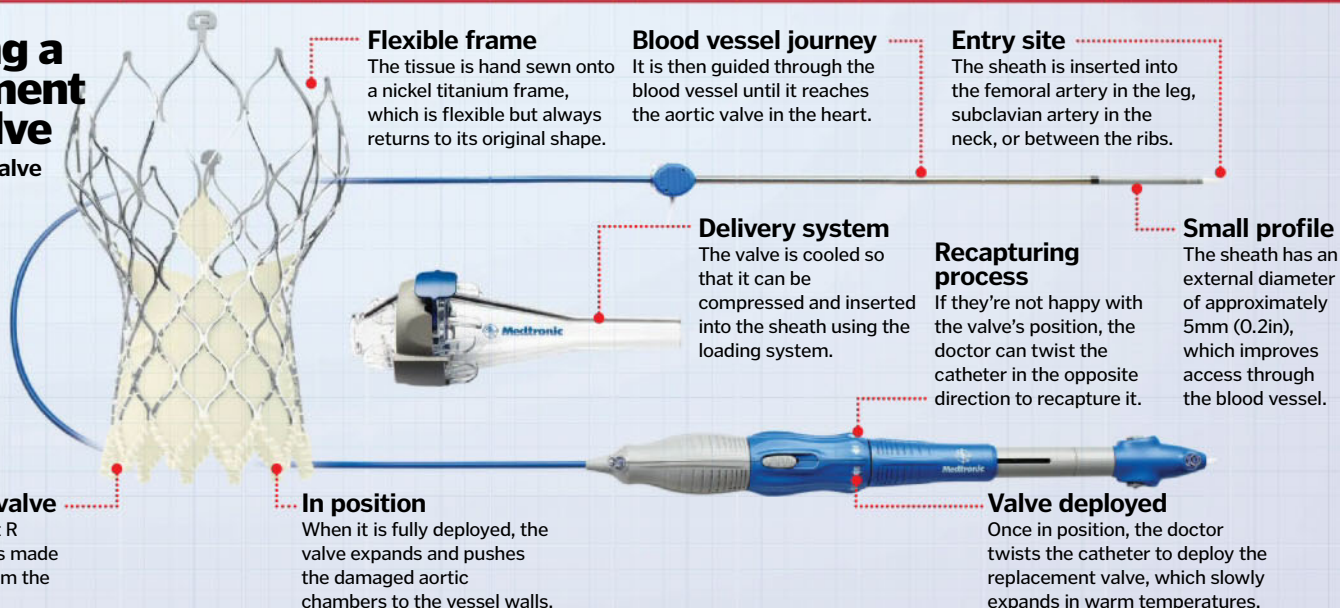 ng a
ment
lve
alve
Flexible frame
The tissue is hand sewn onto
a nickel titanium frame,
which is flexible but always
returns to its original shape.
Blood vessel journey
It is then guided through the
blood vessel until it reaches
the aortic valve in the heart.
Entry site
The sheath is inserted into
the femoral artery in the leg,
subclavian artery in the
neck, or between the ribs.
Delivery system
The valve is cooled so
that it can be
compressed and inserted
into the sheath using the
loading system.
Medtronic
Recapturing
process
If they're not happy with
the valve's position, the
doctor can twist the
catheter in the opposite
direction to recapture it.
Small profile
The sheath has an
external diameter
of approximately
5mm (0.2in),
which improves
access through
the blood vessel.
Medtronic
valve
t R
s made
m the
In position
When it is fully deployed, the
valve expands and pushes
the damaged aortic
chambers to the vessel walls.
Valve deployed
Once in position, the doctor
twists the catheter to deploy the
replacement valve, which slowly
expands in warm temperatures.